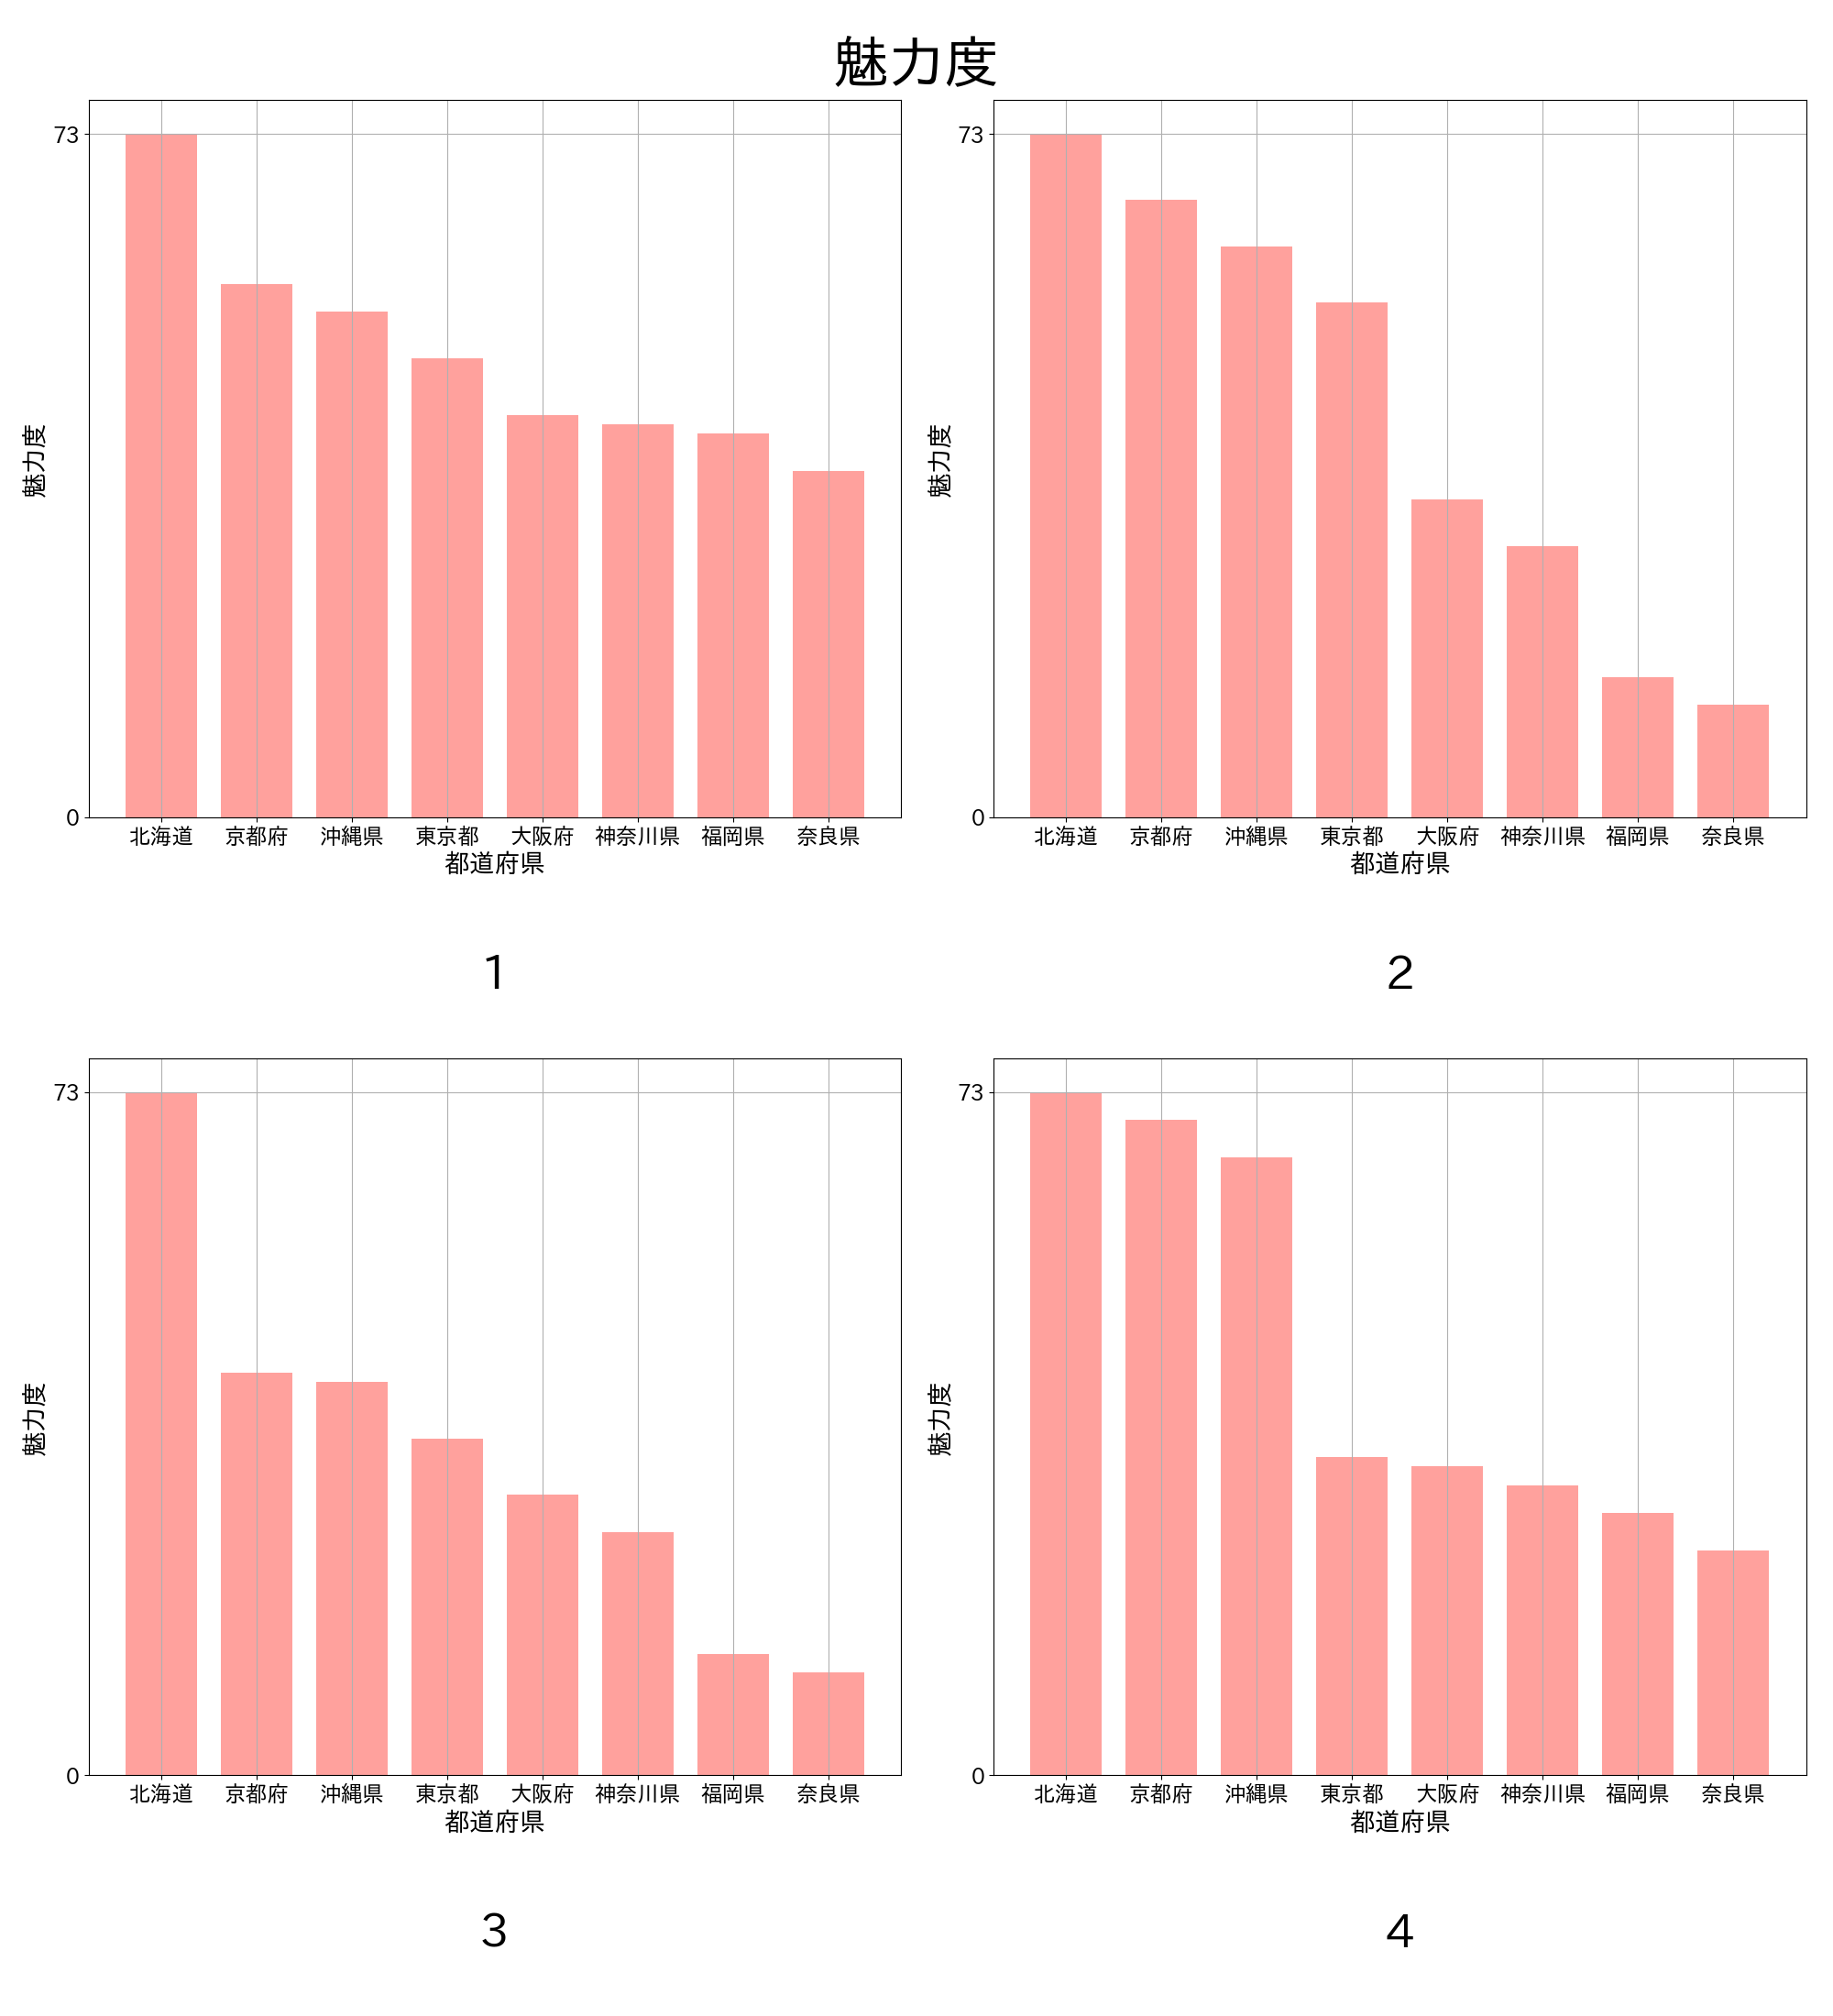 魅力度
73
0
魅力度
北海道 京都府 沖縄県 東京都 大阪府 神奈川県 福岡県 奈良県
都道府県
1
73
0
魅力度
北海道 京都府 沖縄県 東京都 大阪府 神奈川県 福岡県 奈良県
都道府県
2
73
0
魅力度
北海道 京都府 沖縄県 東京都 大阪府 神奈川県 福岡県 奈良県
都道府県
3
73
0
魅力度
北海道 京都府 沖縄県 東京都 大阪府 神奈川県 福岡県 奈良県
都道府県
4